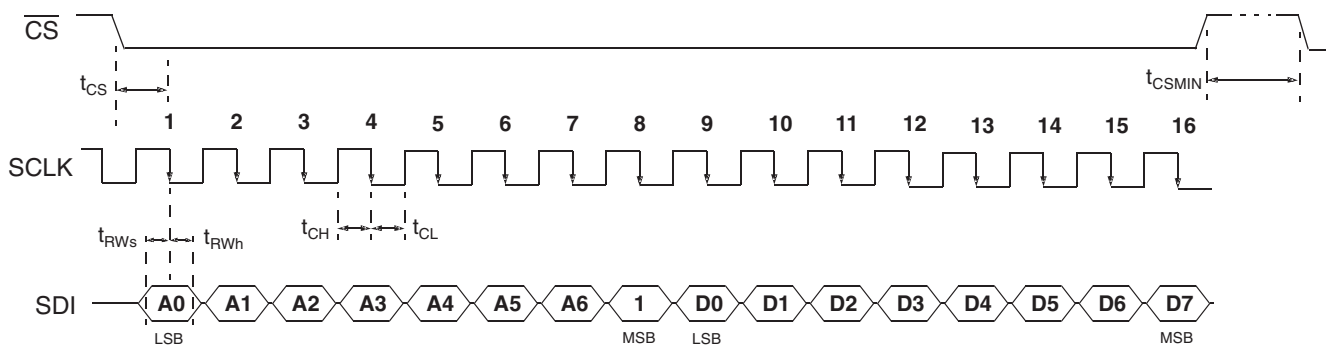 CS
tCS
tCSMIN
1 2 3 4 5 6 7 8 9 10 11 12 13 14 15 16
SCLK
tRWs tRWh tCH tCL
SDI A0 A1 A2 A3 A4 A5 A6 1 D0 D1 D2 D3 D4 D5 D6 D7
LSB MSB LSB MSB